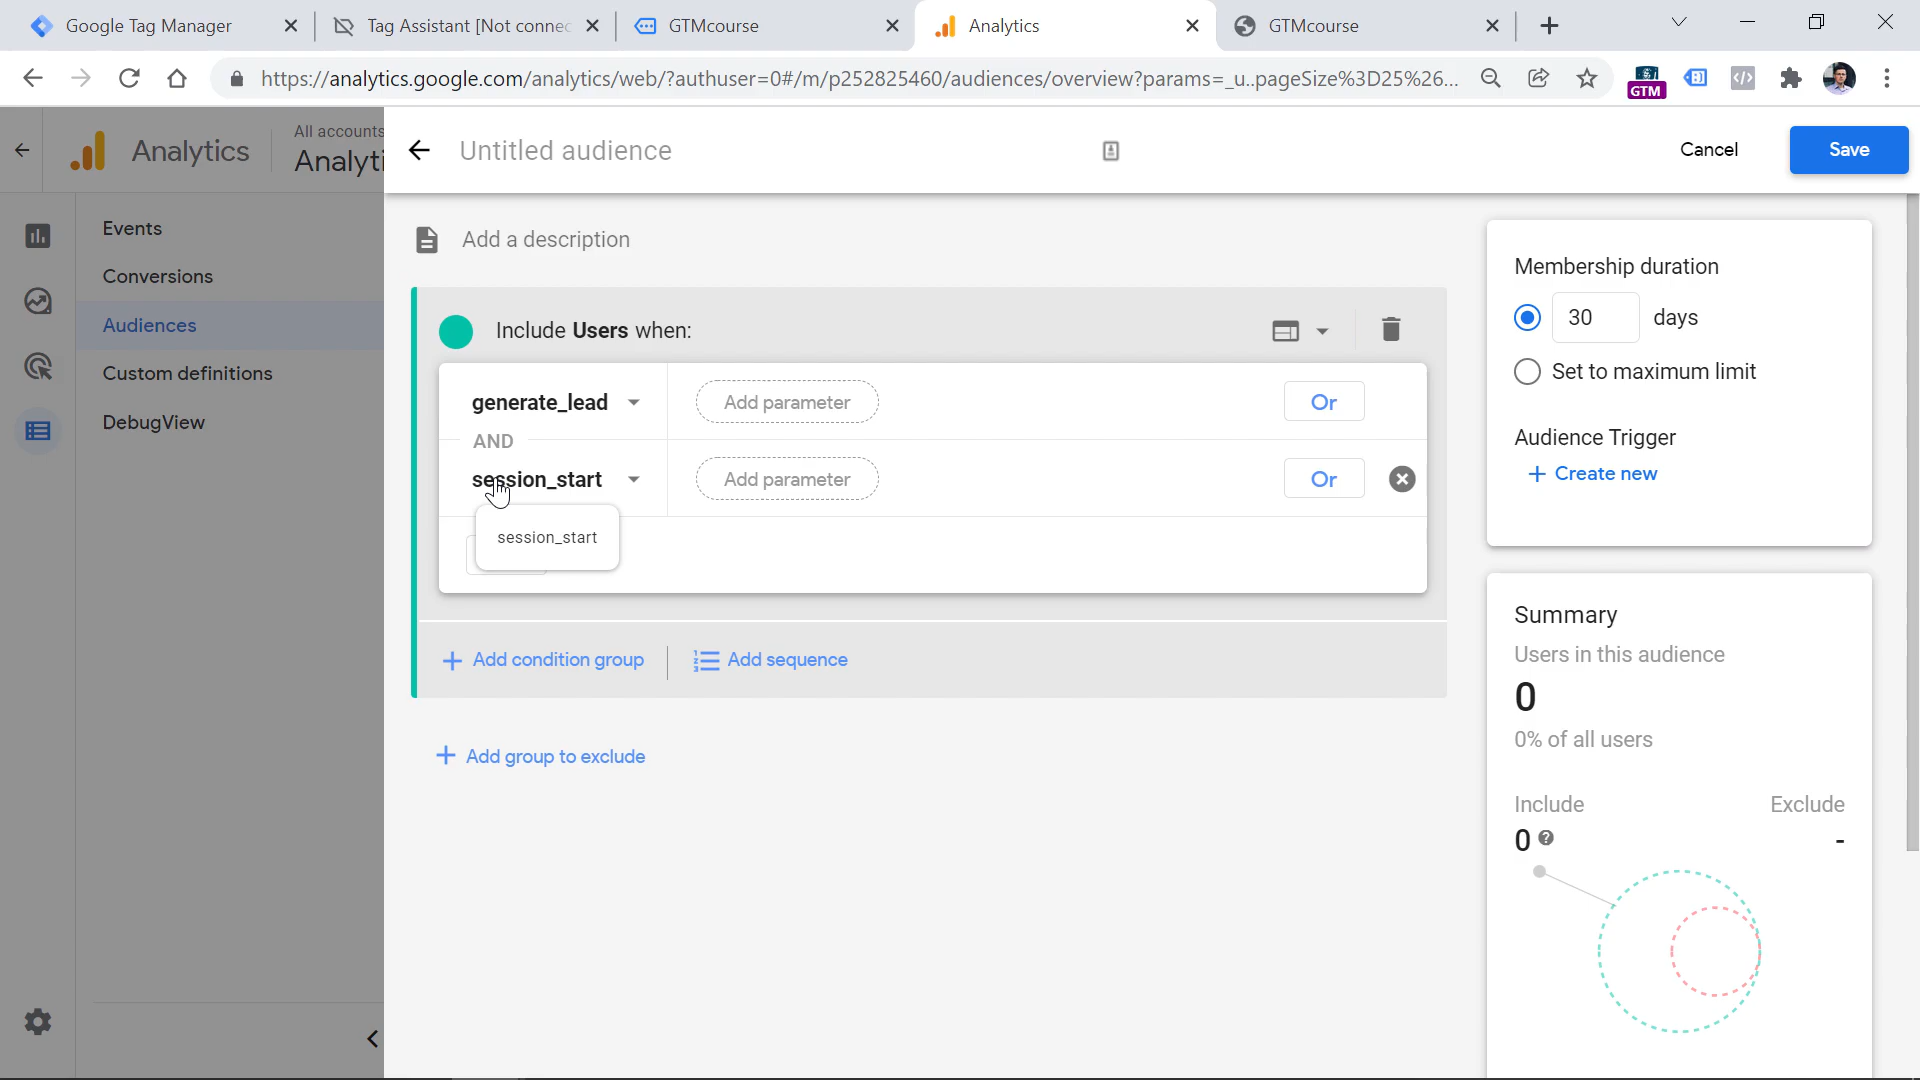 Google Tag Manager
Tag Assistant [Not connec
GTMcourse
Analytics
GTMcourse
https://analytics.google.com/analytics/web/?authuser=0#/m/p252825460/audiences/overview?params=_u..pageSize%3D25%26...
GTM
Analytics
All accounts
Analyti
Untitled audience
Cancel
Save
Events
Conversions
Audiences
Custom definitions
DebugView
Add a description
Include Users when:
generate_lead
Add parameter
Or
AND
session_start
Add parameter
Or
session_start
Add condition group
Add sequence
Add group to exclude
Membership duration
30 days
Set to maximum limit
Audience Trigger
Create new
Summary
Users in this audience
0
0% of all users
Include Exclude
0 ? -